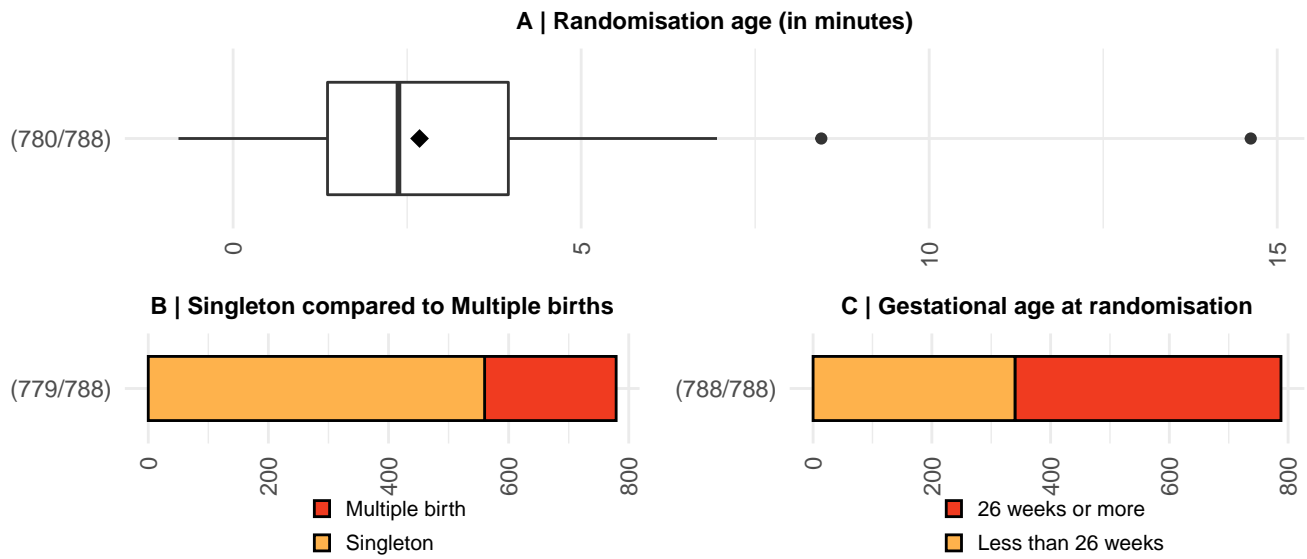 A | Randomisation age (in minutes)
(780/788)
0
5
10
15
B | Singleton compared to Multiple births
(779/788)
0
200
400
600
800
Multiple birth
Singleton
C | Gestational age at randomisation
(788/788)
0
200
400
600
800
26 weeks or more
Less than 26 weeks